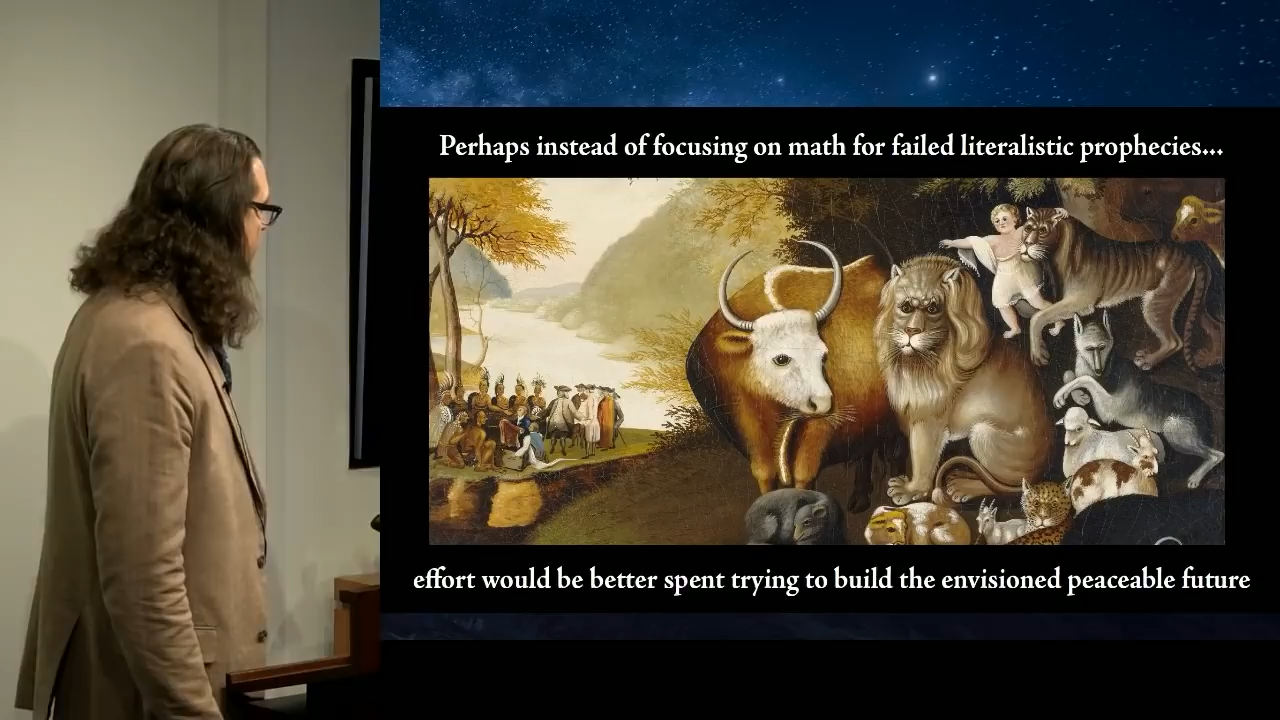 Perhaps instead of focusing on math for failed literalistic prophecies...
effort would be better spent trying to build the envisioned peaceable future